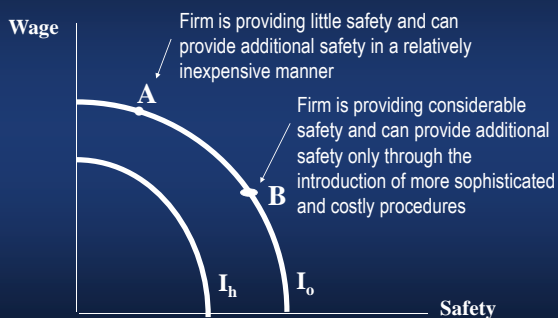 Wage
Firm is providing little safety and can
provide additional safety in a relatively
inexpensive manner
A
Firm is providing considerable
safety and can provide additional
safety only through the
introduction of more sophisticated
and costly procedures
B
Ih
Io
Safety